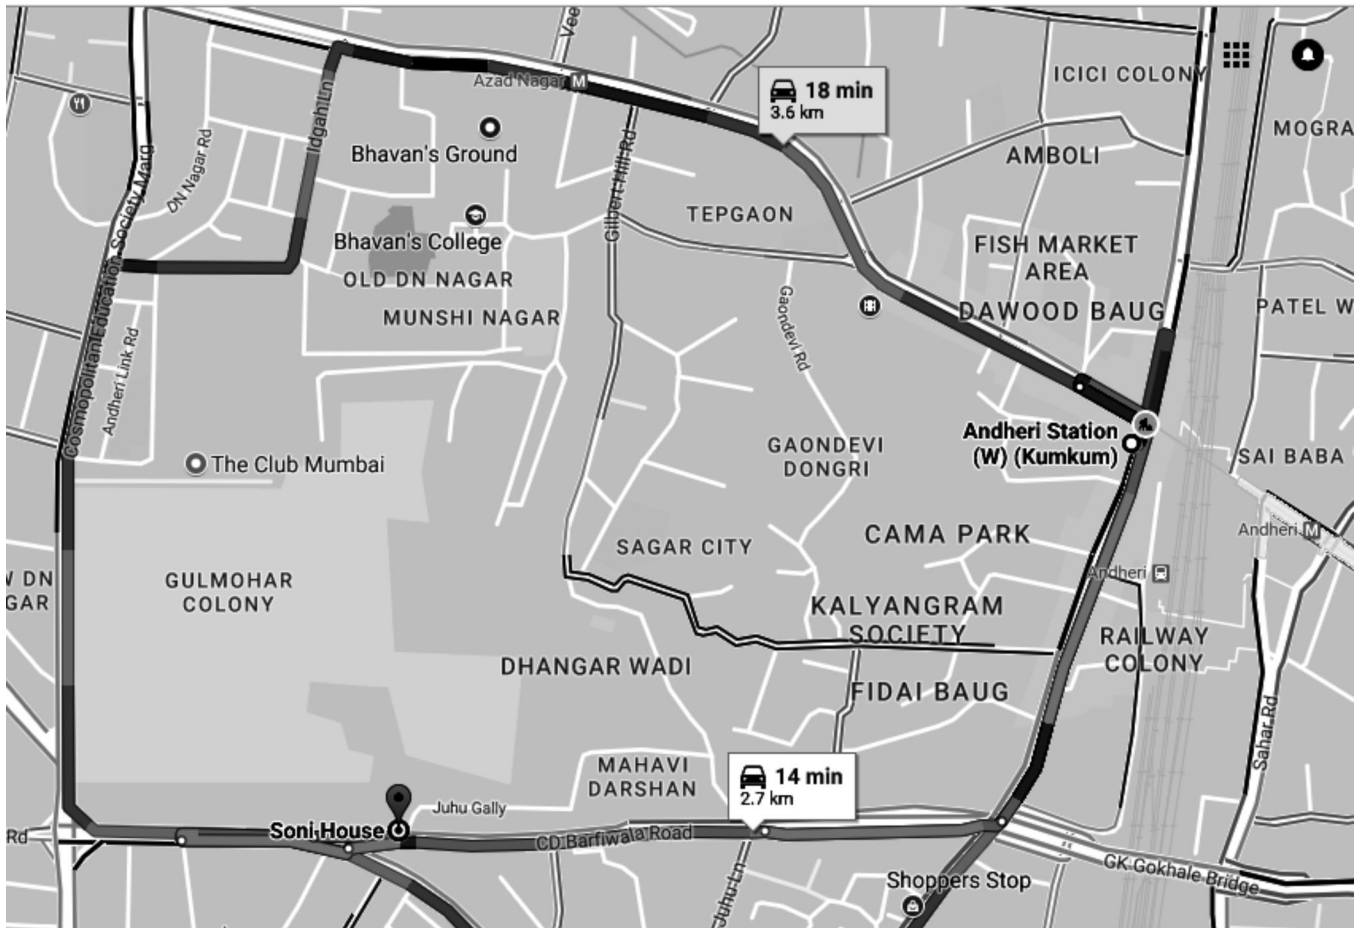 Vee
Azad Nagar M
18 min
3.6 km
ICICI COLONY
MOGRA
Idgah Ln
Bhavan's Ground
DN Nagar Rd
AMBOLI
Gilbert Hill Rd
TEPGAON
Bhavan's College
OLD DN NAGAR
MUNSHI NAGAR
FISH MARKET
AREA
DAWOOD BAUG
PATEL W
Gaondevi Rd
Cosmopolitan Education Society Marg
Andheri Link Rd
The Club Mumbai
Andheri Station
(W) (Kumkum)
GAONDEVI
DONGRI
SAI BABA
CAMA PARK
SAGAR CITY
Andheri M
Andheri
GULMOHAR
COLONY
W DN
GAR
KALYANGRAM
SOCIETY
RAILWAY
COLONY
DHANGAR WADI
FIDAI BAUG
Sahar Rd
MAHAVI
DARSHAN
14 min
2.7 km
Juhu Gally
Soni House
Rd
CD Barfiwala Road
GK Gokhale Bridge
Juhu Ln
Shoppers Stop